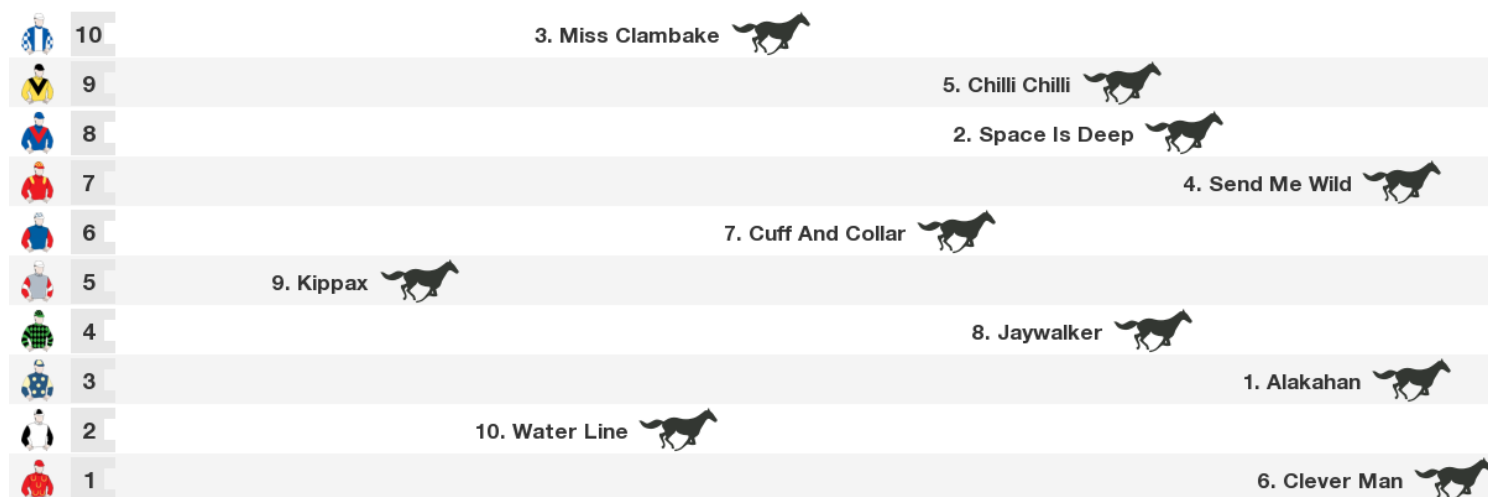 10 3. Miss Clambake
9 5. Chilli Chilli
8 2. Space Is Deep
7 4. Send Me Wild
6 7. Cuff And Collar
5 9. Kippax
4 8. Jaywalker
3 1. Alakahan
2 10. Water Line
1 6. Clever Man